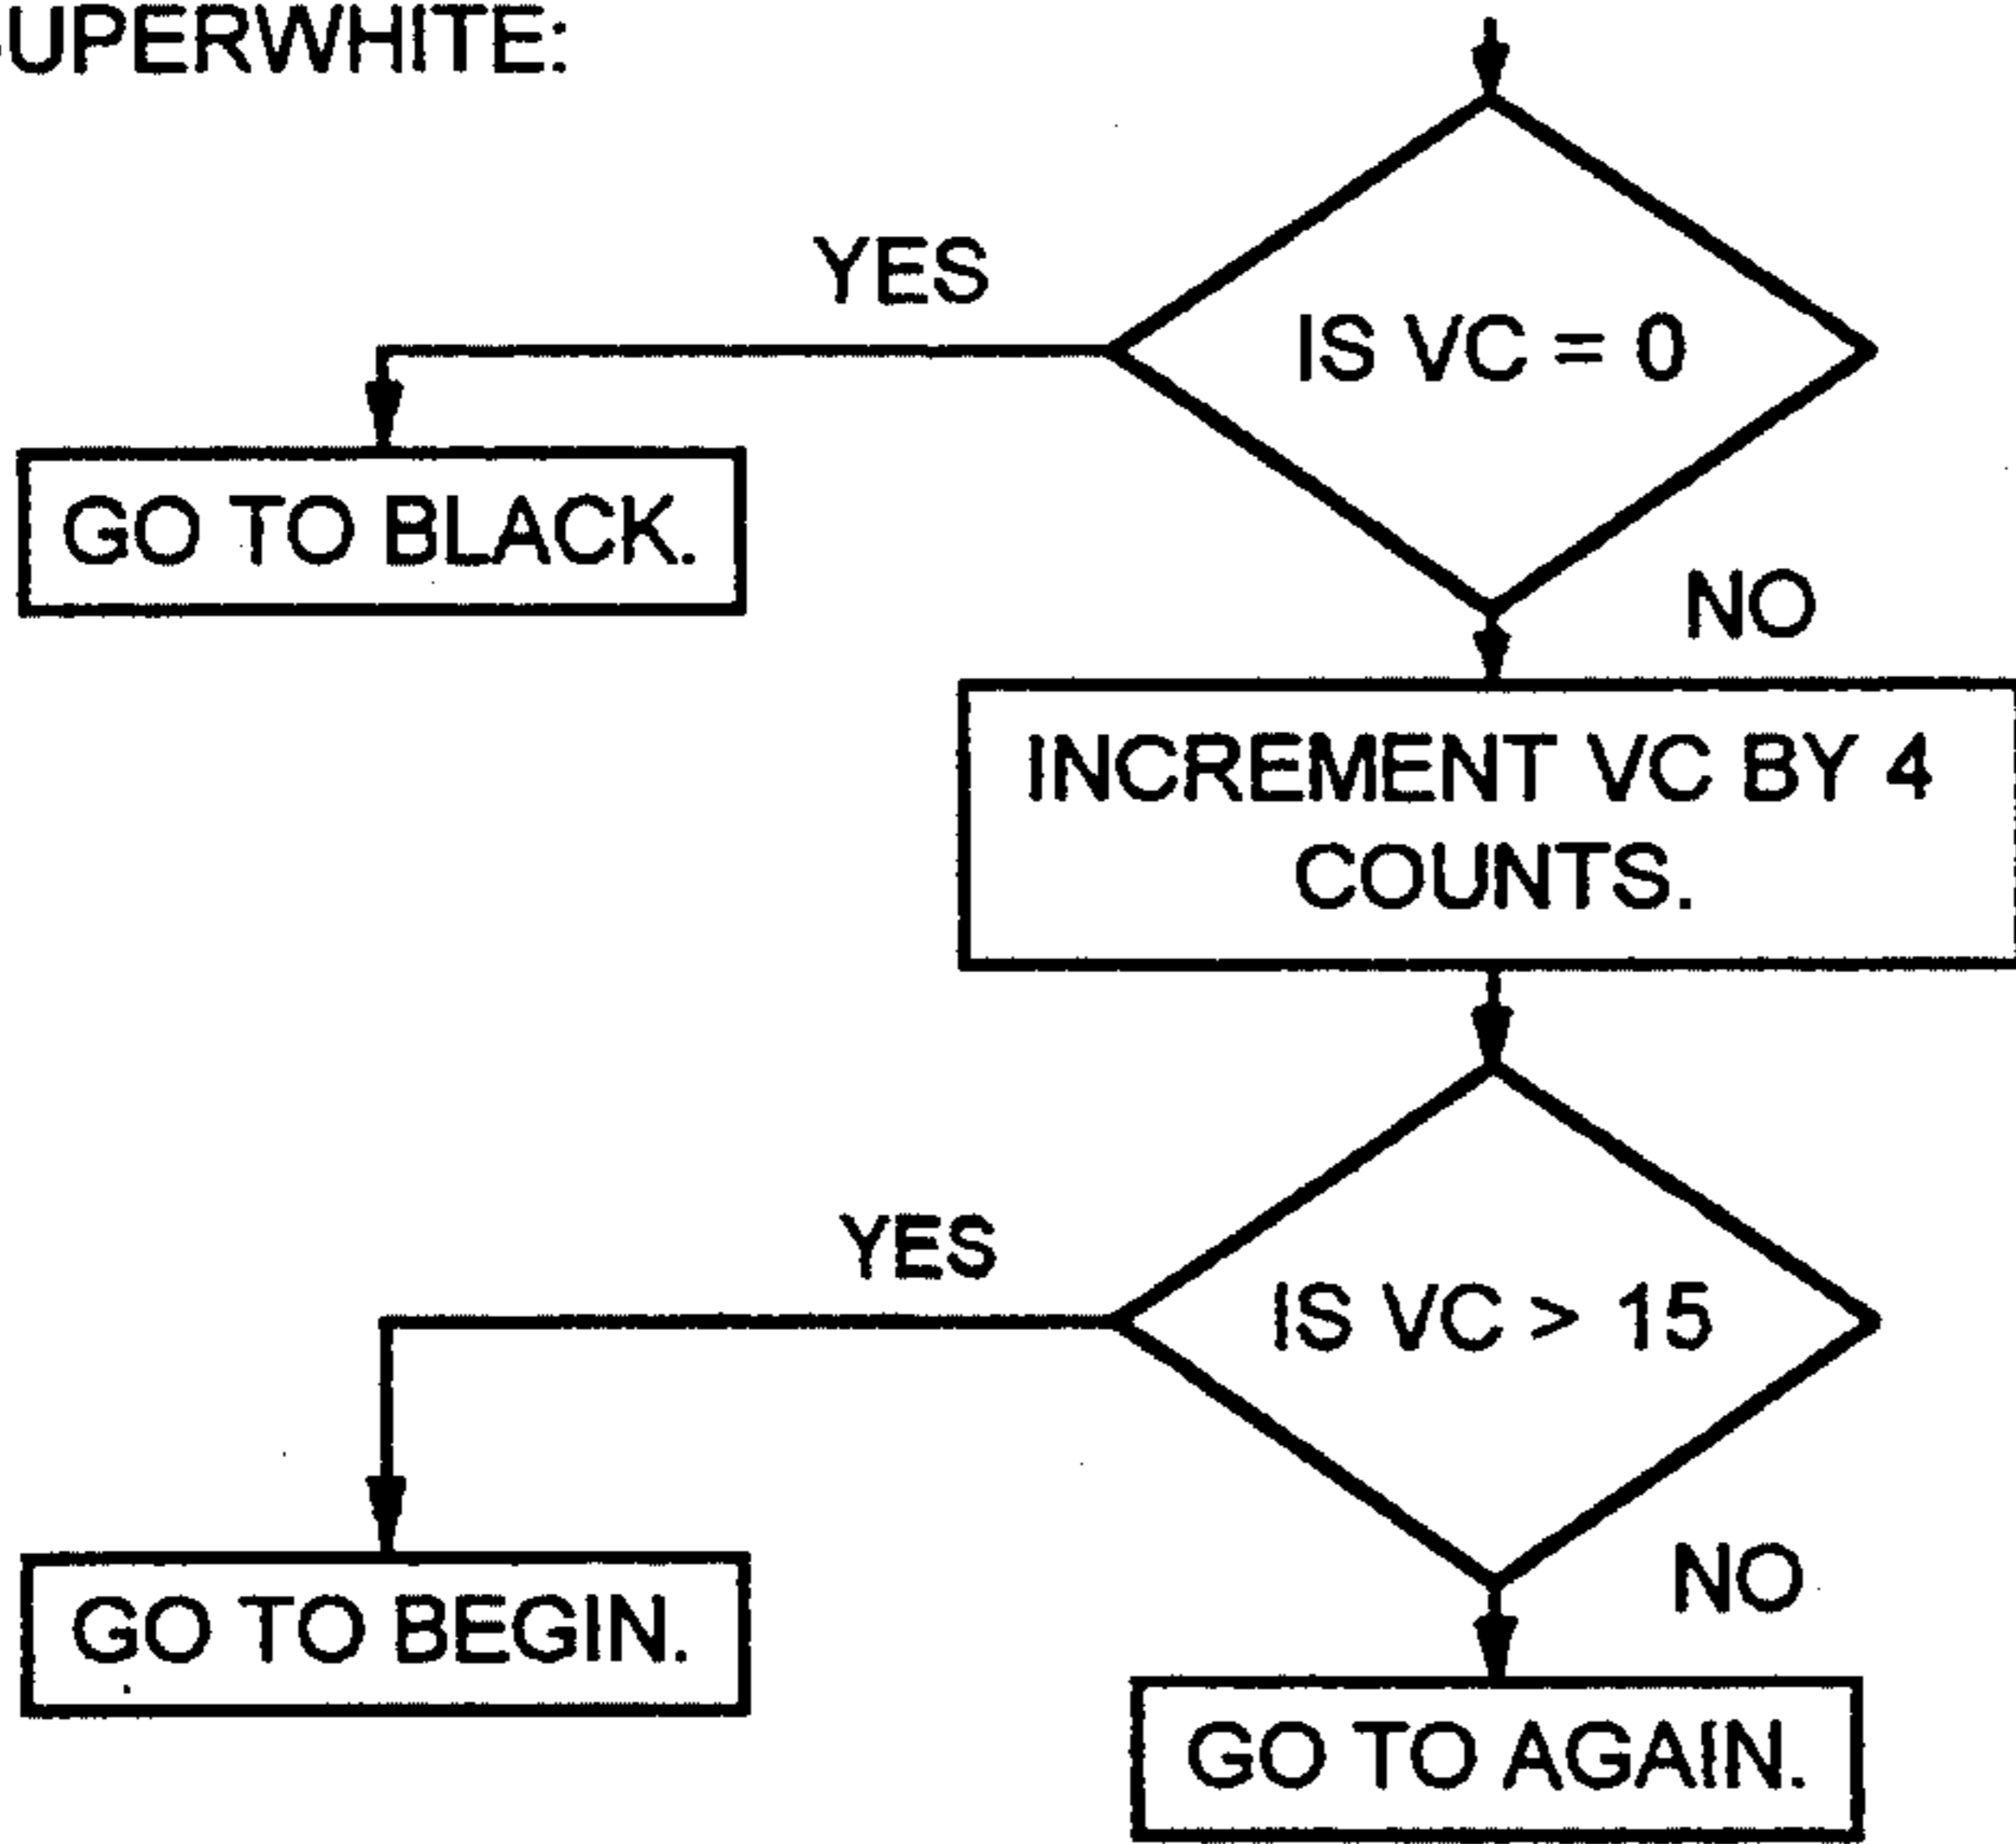 UPERWHITE:
YES
IS VC = 0
GO TO BLACK.
NO
INCREMENT VC BY 4
COUNTS.
YES
IS VC > 15
GO TO BEGIN.
NO
GO TO AGAIN.